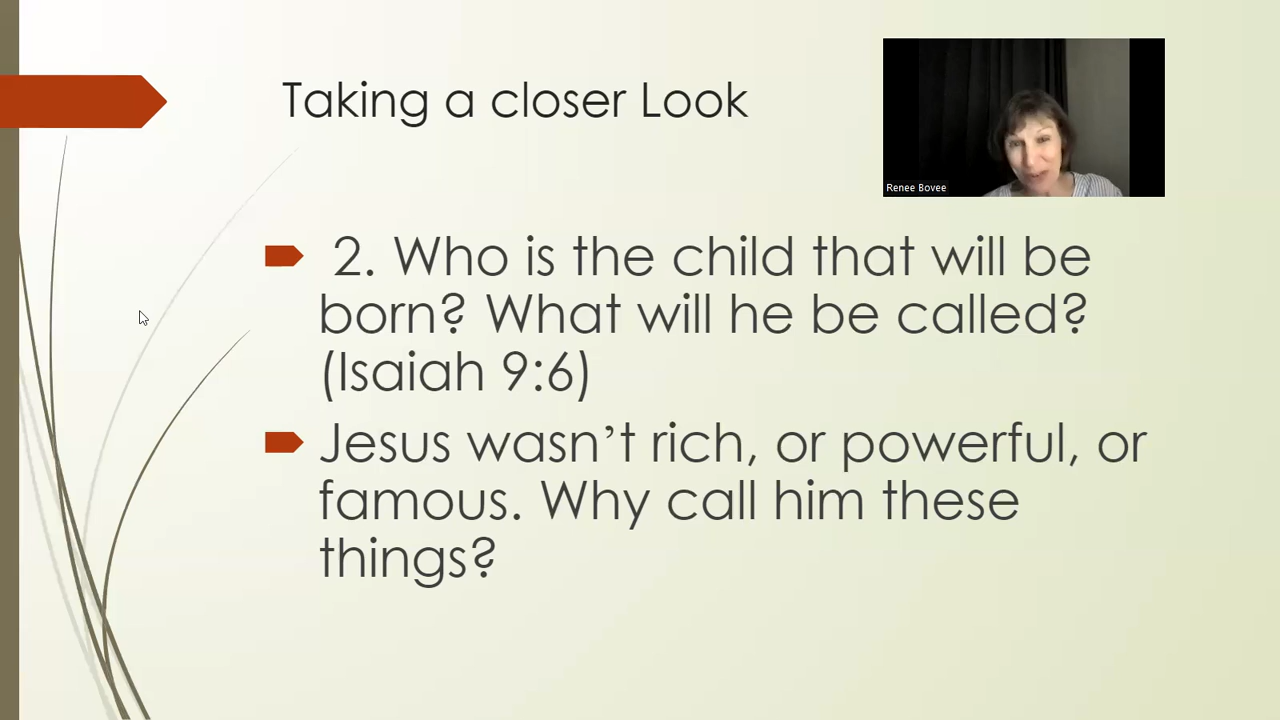 Taking a closer Look
Renee Bovee
2. Who is the child that will be
born? What will he be called?
(Isaiah 9:6)
Jesus wasn’t rich, or powerful, or
famous. Why call him these
things?